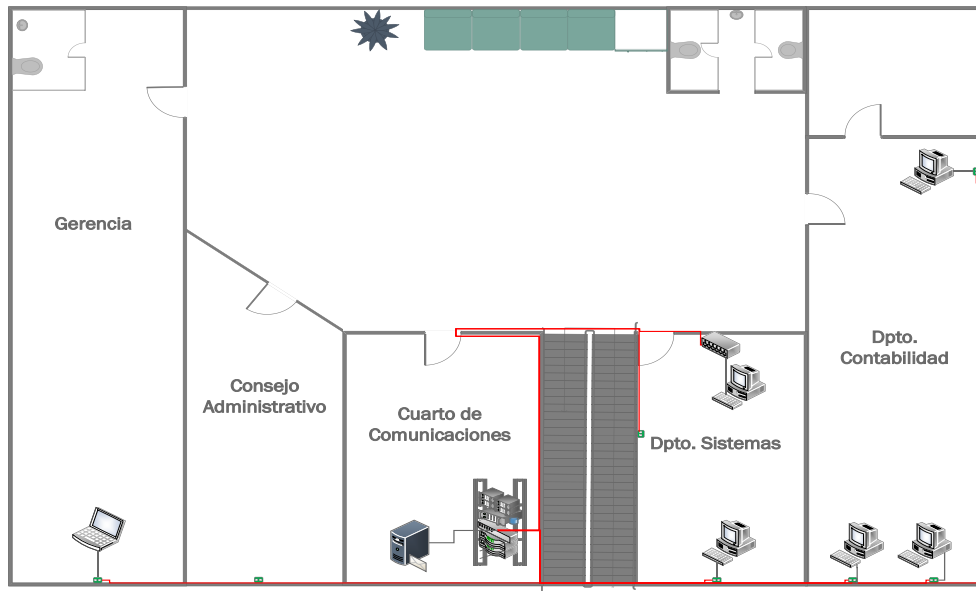 Gerencia
Consejo
Administrativo
Cuarto de
Comunicaciones
Dpto. Sistemas
Dpto.
Contabilidad